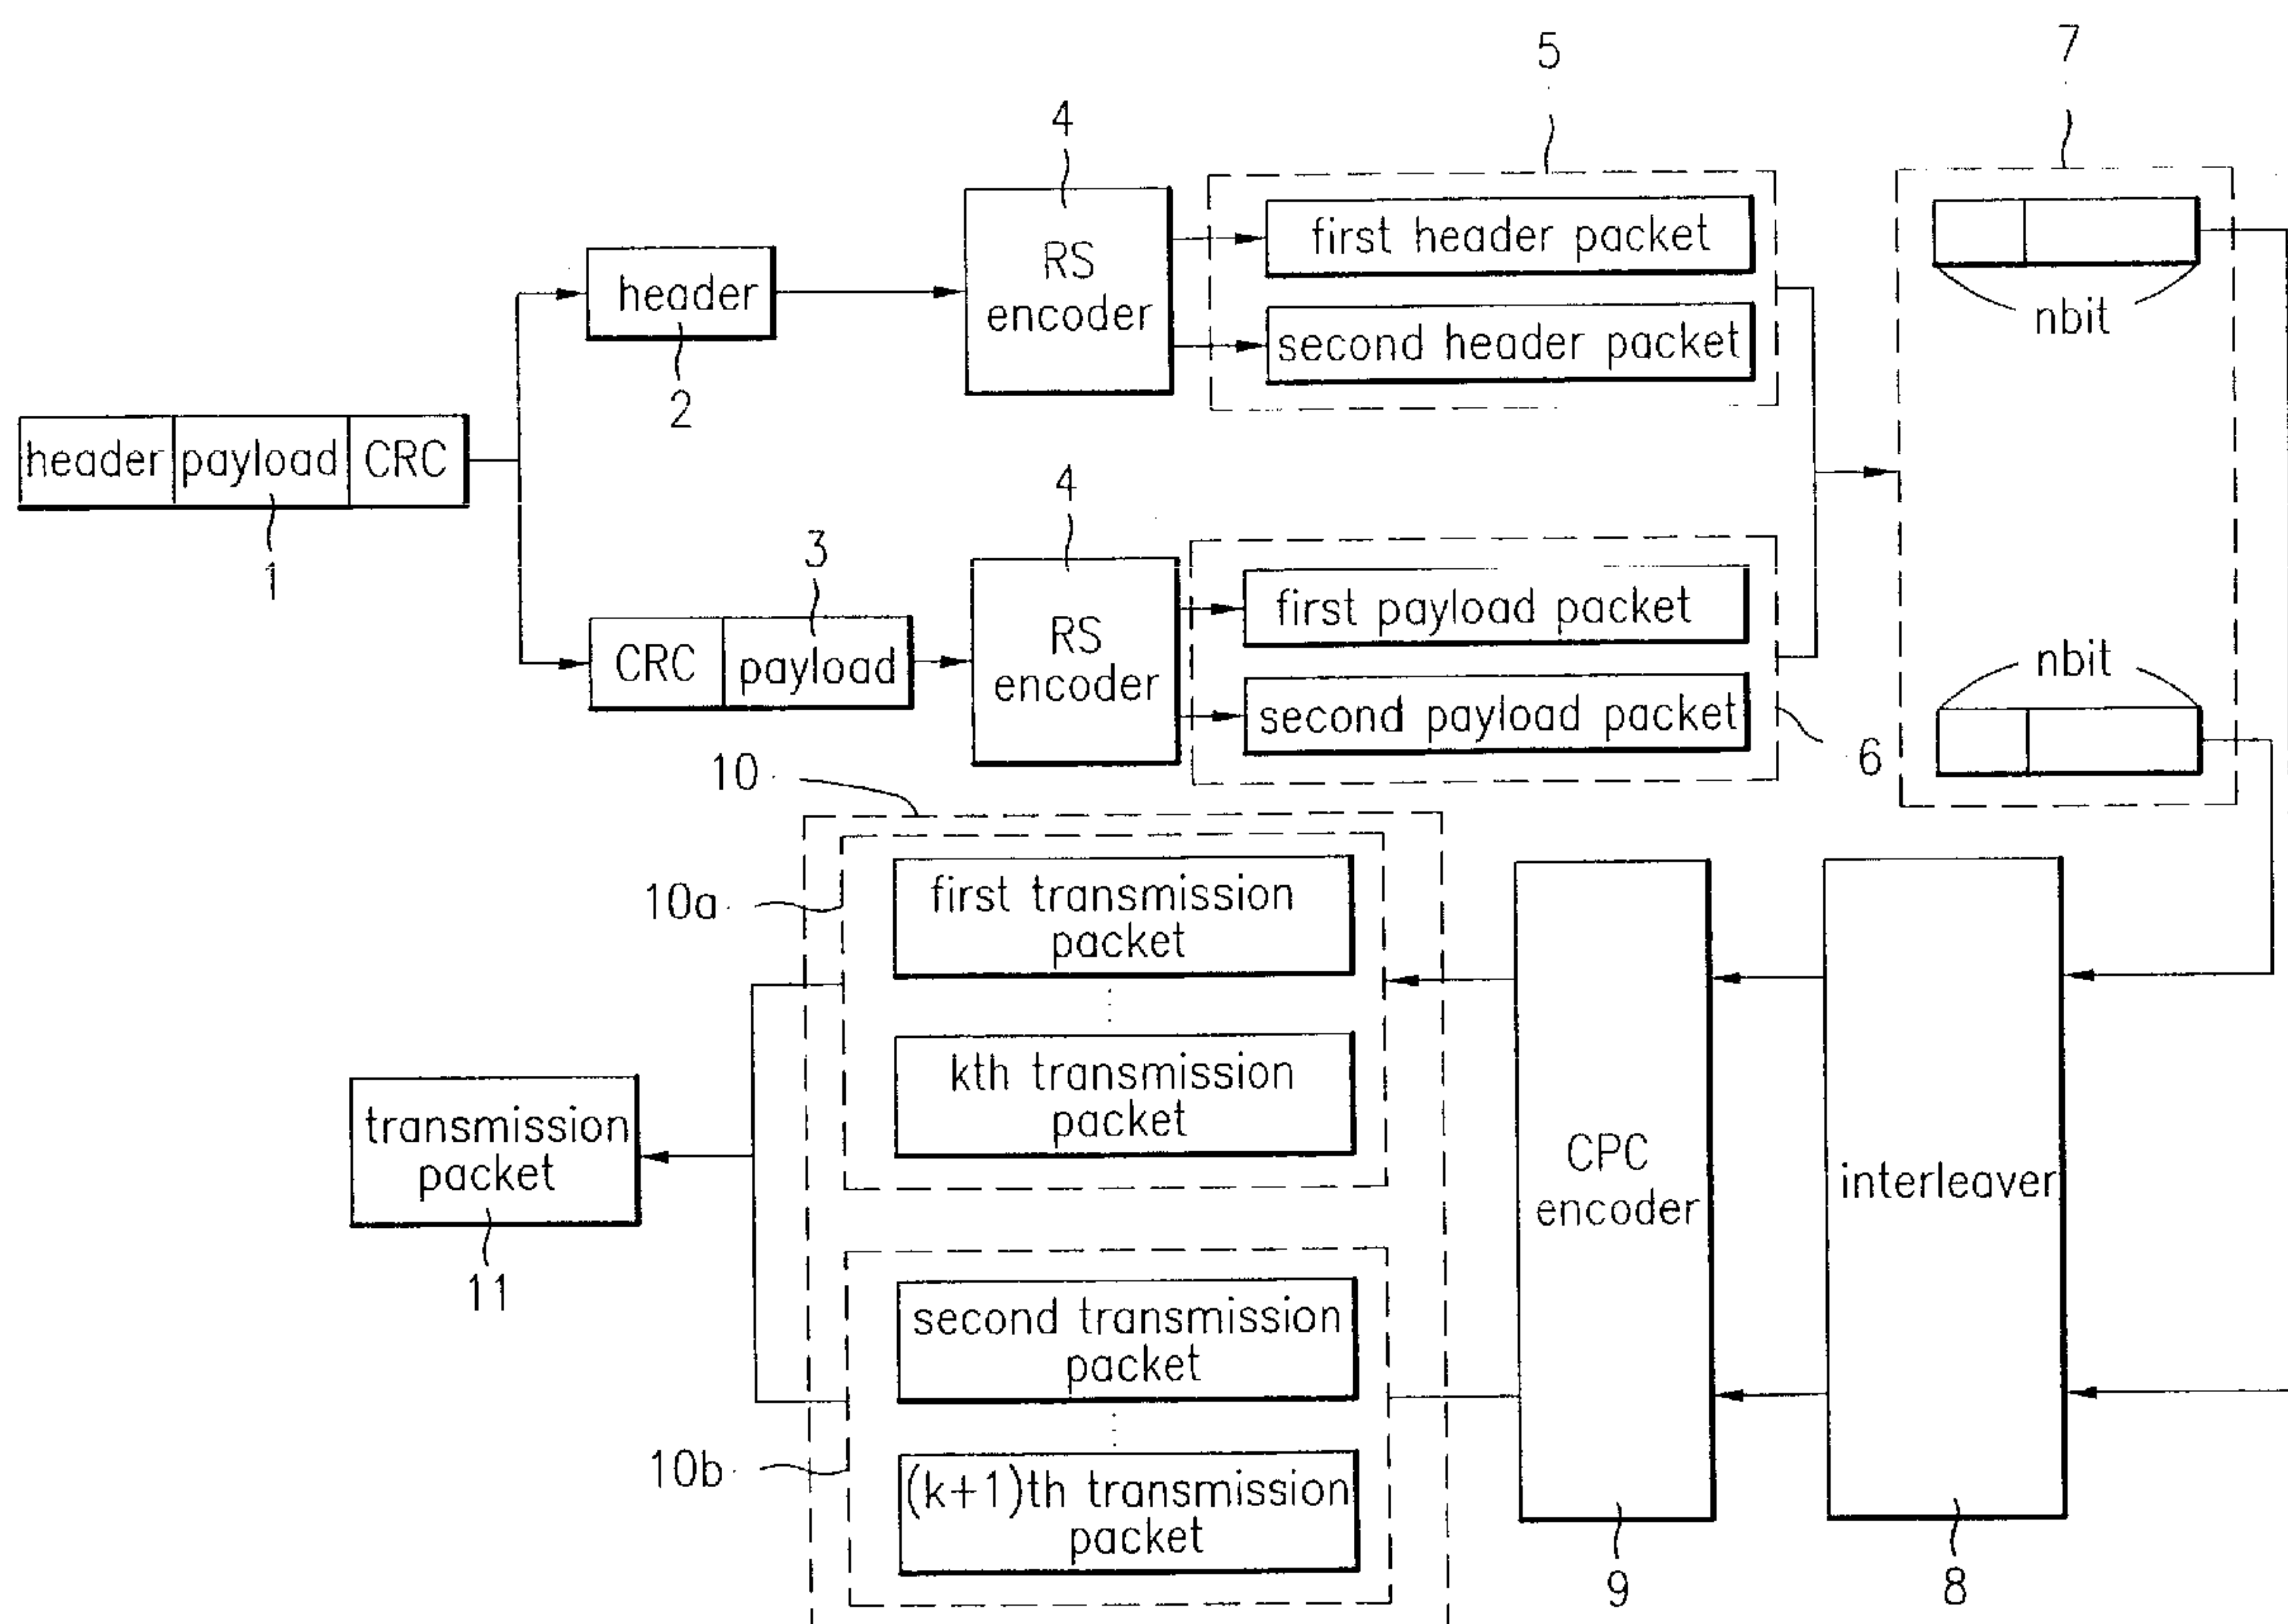 5
7
4
first header packet
RS
encoder
header
second header packet
nbit
2
header payload CRC
4
1
3
first payload packet
RS
encoder
CRC payload
nbit
second payload packet
6
10
10a
first transmission
packet
kth transmission
packet
transmission
packet
11
CPC
encoder
interleaver
second transmission
packet
10b
(k+1)th transmission
packet
9
8